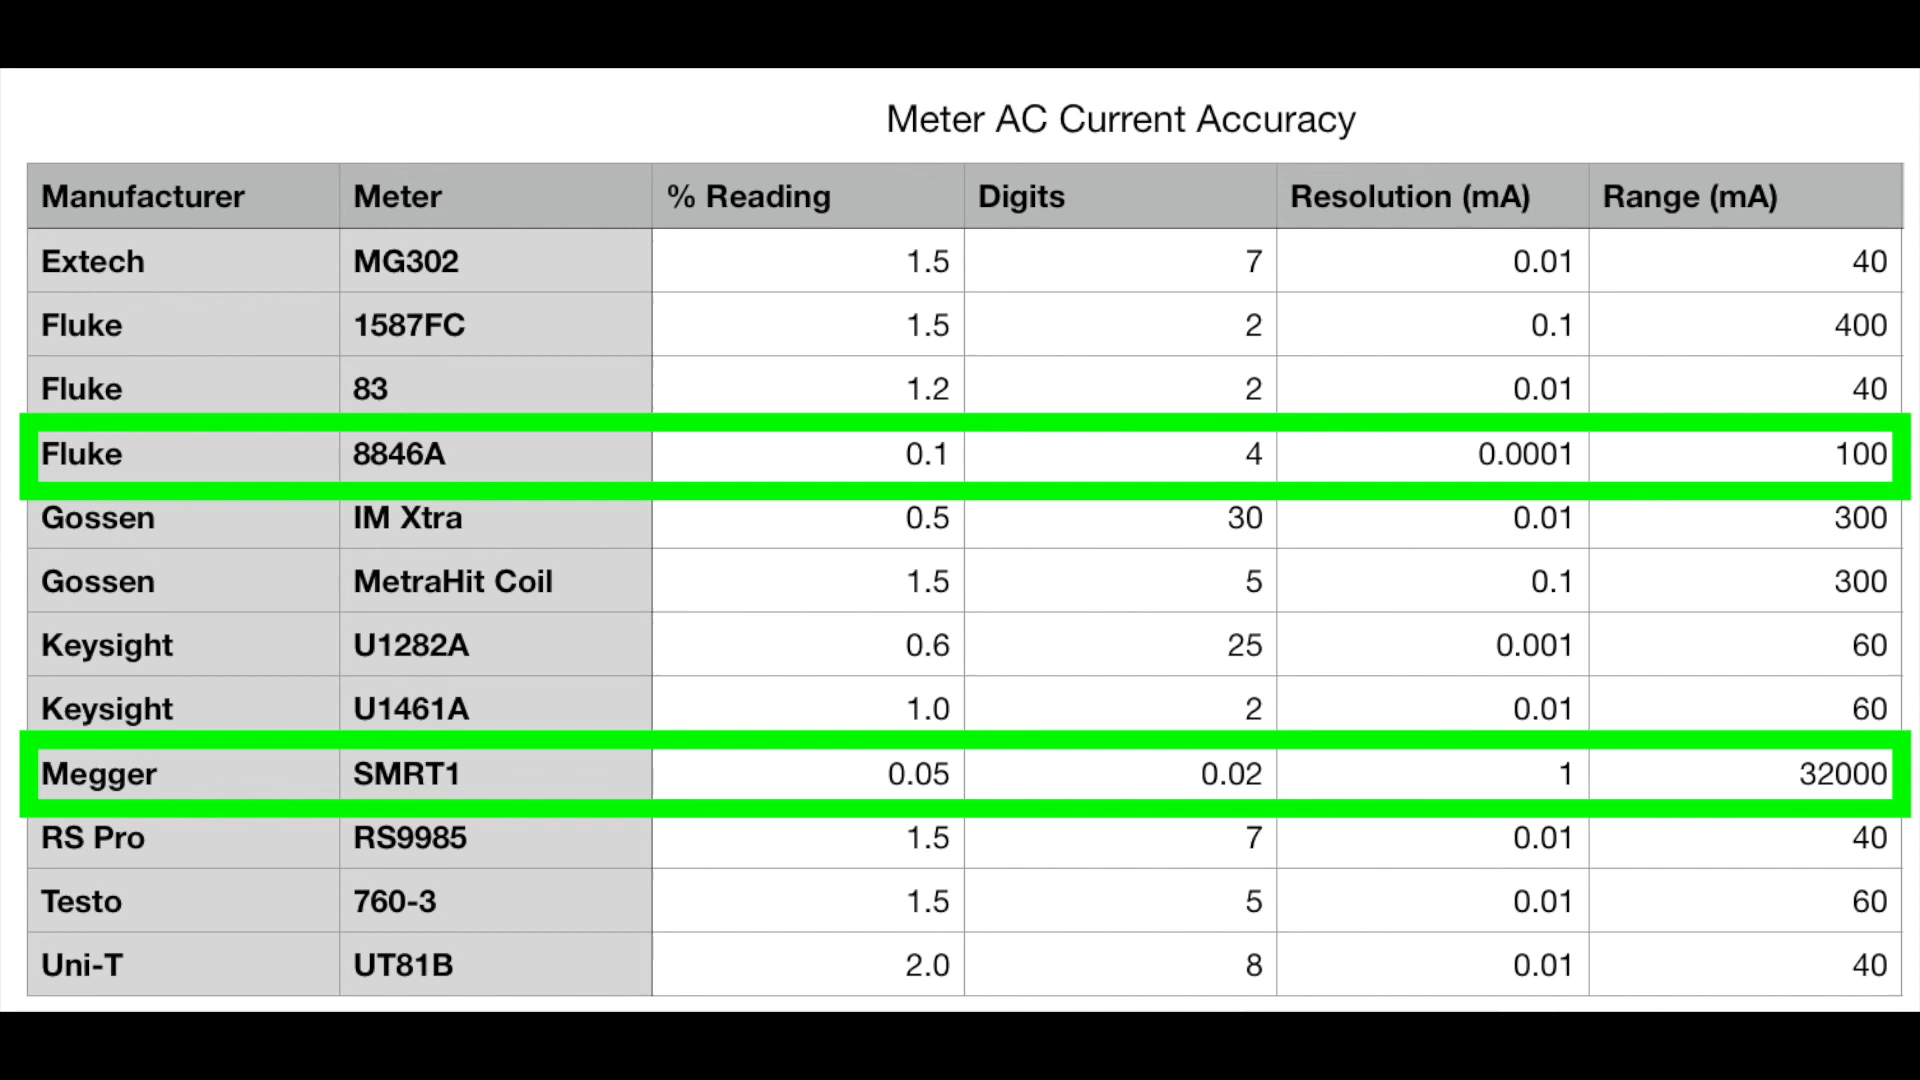 Meter AC Current Accuracy
Manufacturer Meter % Reading Digits Resolution (mA) Range (mA)
Extech MG302 1.5 7 0.01 40
Fluke 1587FC 1.5 2 0.1 400
Fluke 83 1.2 2 0.01 40
Fluke 8846A 0.1 4 0.0001 100
Gossen IM Xtra 0.5 30 0.01 300
Gossen MetraHit Coil 1.5 5 0.1 300
Keysight U1282A 0.6 25 0.001 60
Keysight U1461A 1.0 2 0.01 60
Megger SMRT1 0.05 0.02 1 32000
RS Pro RS9985 1.5 7 0.01 40
Testo 760-3 1.5 5 0.01 60
Uni-T UT81B 2.0 8 0.01 40